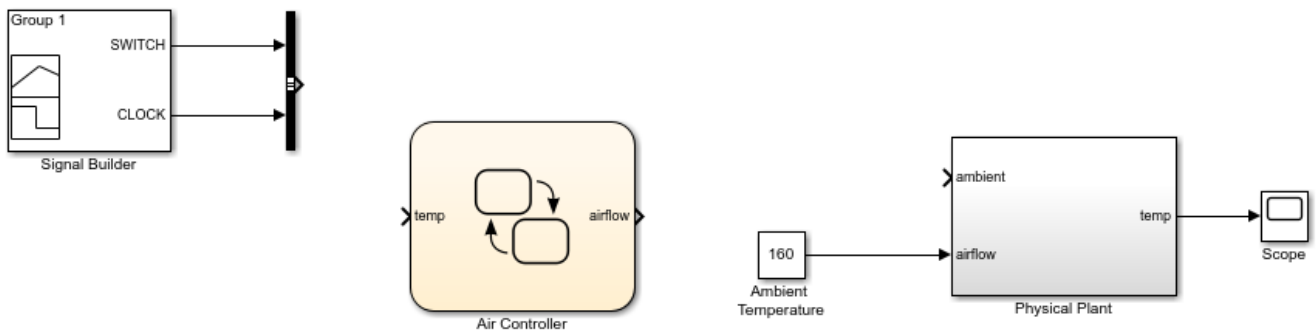 Group 1
SWITCH
CLOCK
Signal Builder
temp
airflow
Air Controller
160
Ambient
Temperature
ambient
airflow
temp
Physical Plant
Scope